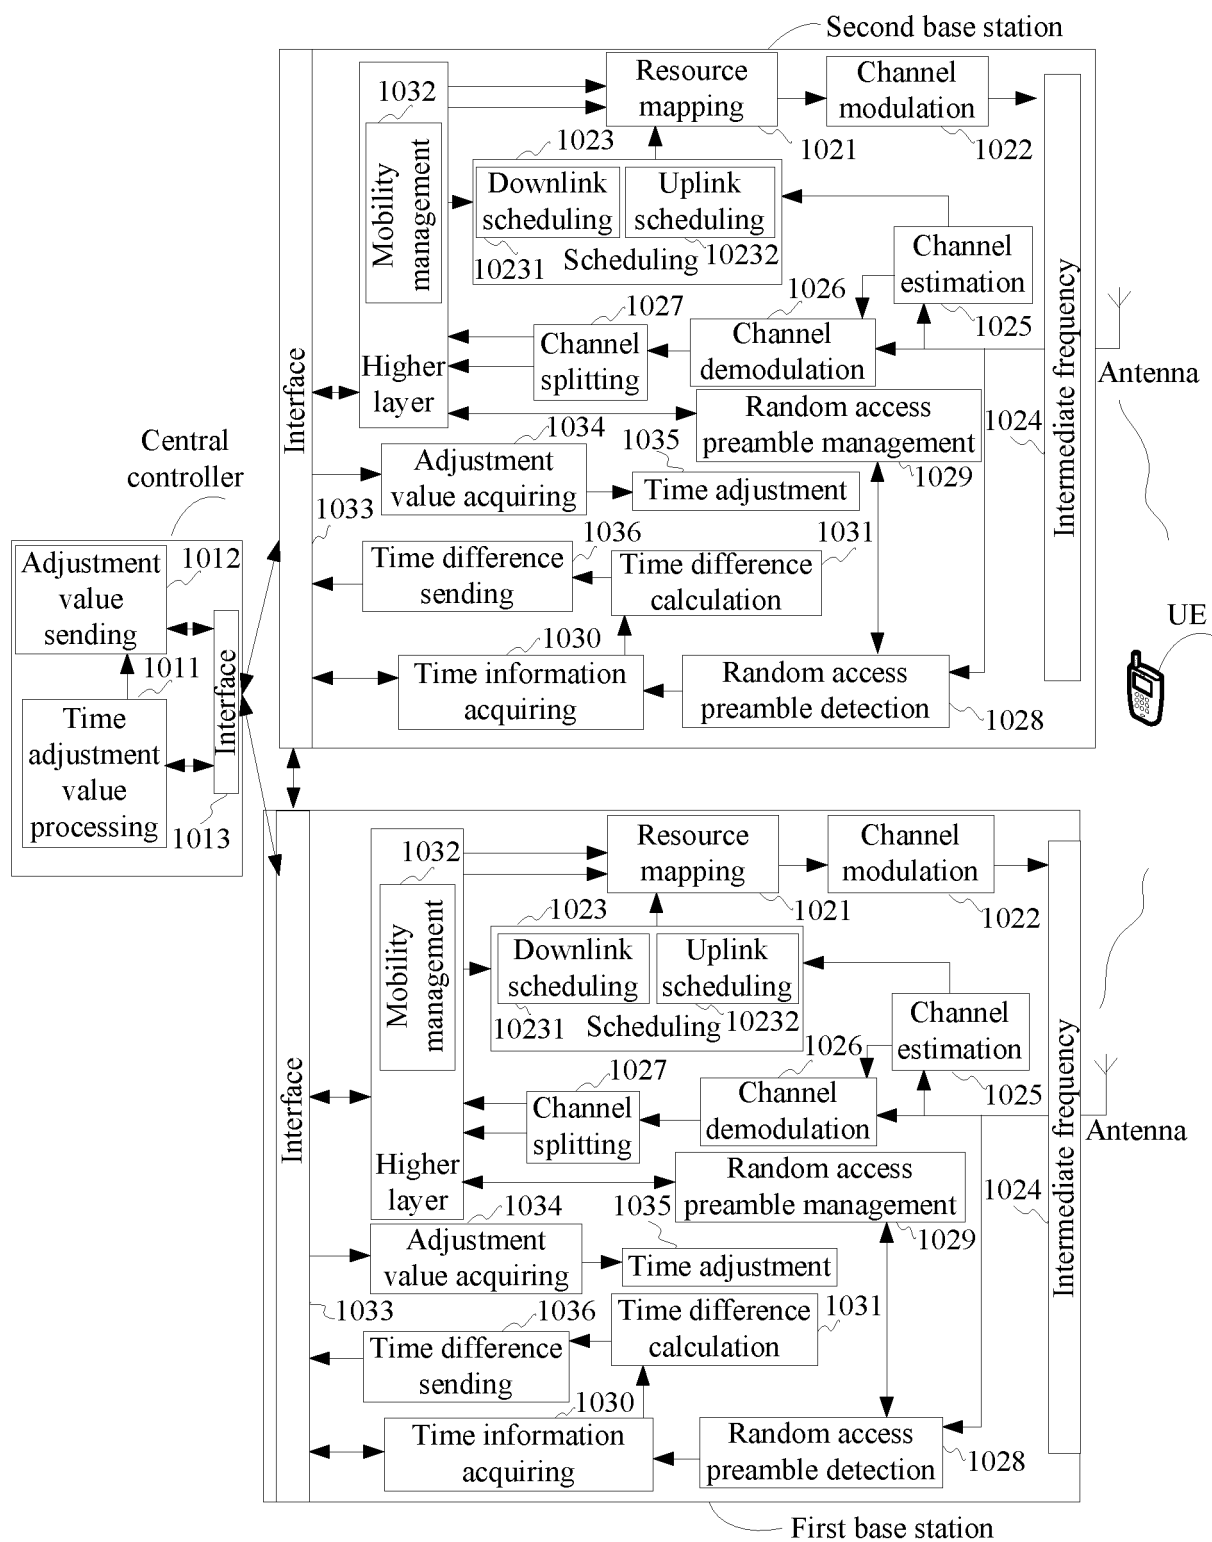 Second base station
Resource
mapping
Channel
modulation
1032
1023
1021
1022
Mobility
management
Downlink
scheduling
Uplink
scheduling
10231
Scheduling
10232
Channel
estimation
1027
1026
1025
Channel
splitting
Channel
demodulation
Higher
layer
Interface
Intermediate frequency
Antenna
Random access
preamble management
1024
1034
1035
1029
Adjustment
value acquiring
Time adjustment
1033
1036
1031
Time difference
sending
Time difference
calculation
1030
Time information
acquiring
Random access
preamble detection
1028
UE
Central
controller
Adjustment
value
sending
1012
1011
Interface
Time
adjustment
value
processing
1013
1032
Resource
mapping
Channel
modulation
1023
1021
1022
Mobility
management
Downlink
scheduling
Uplink
scheduling
10231
Scheduling
10232
Channel
estimation
1027
1026
1025
Channel
splitting
Channel
demodulation
Interface
Intermediate frequency
Antenna
Higher
layer
Random access
preamble management
1024
1034
1035
1029
Adjustment
value acquiring
Time adjustment
1033
1036
1031
Time difference
sending
Time difference
calculation
1030
Time information
acquiring
Random access
preamble detection
1028
First base station